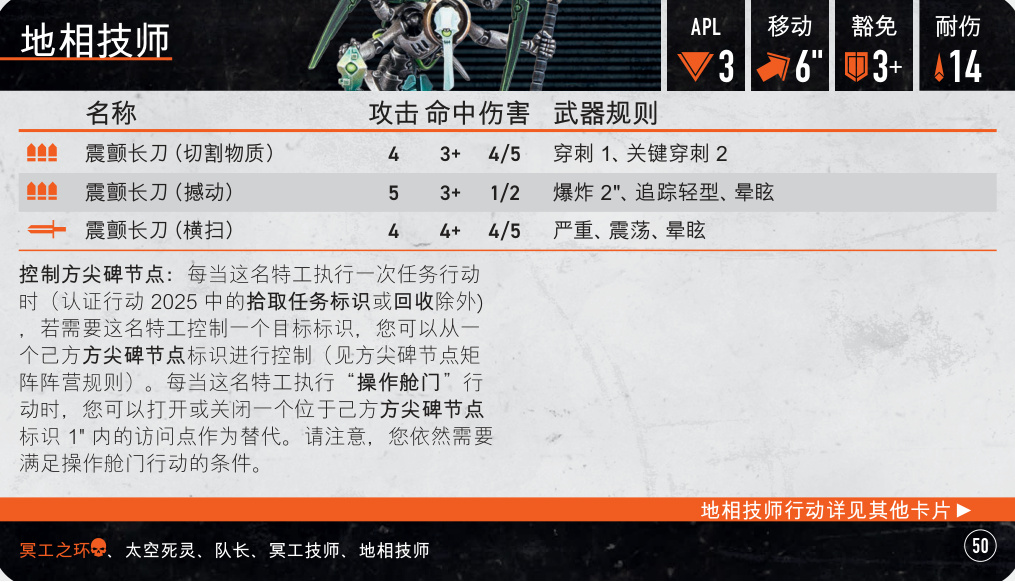 地相技师
APL 移动 豁免 耐伤
3 6" 3+ 14
名称 攻击 命中 伤害 武器规则
震颤长刀 (切割物质) 4 3+ 4/5 穿刺 1、关键穿刺 2
震颤长刀 (撼动) 5 3+ 1/2 爆炸 2"、追踪轻型、晕眩
震颤长刀 (横扫) 4 4+ 4/5 严重、震荡、晕眩
控制方尖碑节点：每当这名特工执行一次任务行动
时（认证行动 2025 中的拾取任务标识或回收除外)
，若需要这名特工控制一个目标标识，您可以从一
个己方方尖碑节点标识进行控制（见方尖碑节点矩
阵阵营规则）。每当这名特工执行“操作舱门”行
动时，您可以打开或关闭一个位于己方方尖碑节点
标识 1" 内的访问点作为替代。请注意，您依然需要
满足操作舱门行动的条件。
地相技师行动详见其他卡片▶
冥工之环、太空死灵、队长、冥工技师、地相技师
50